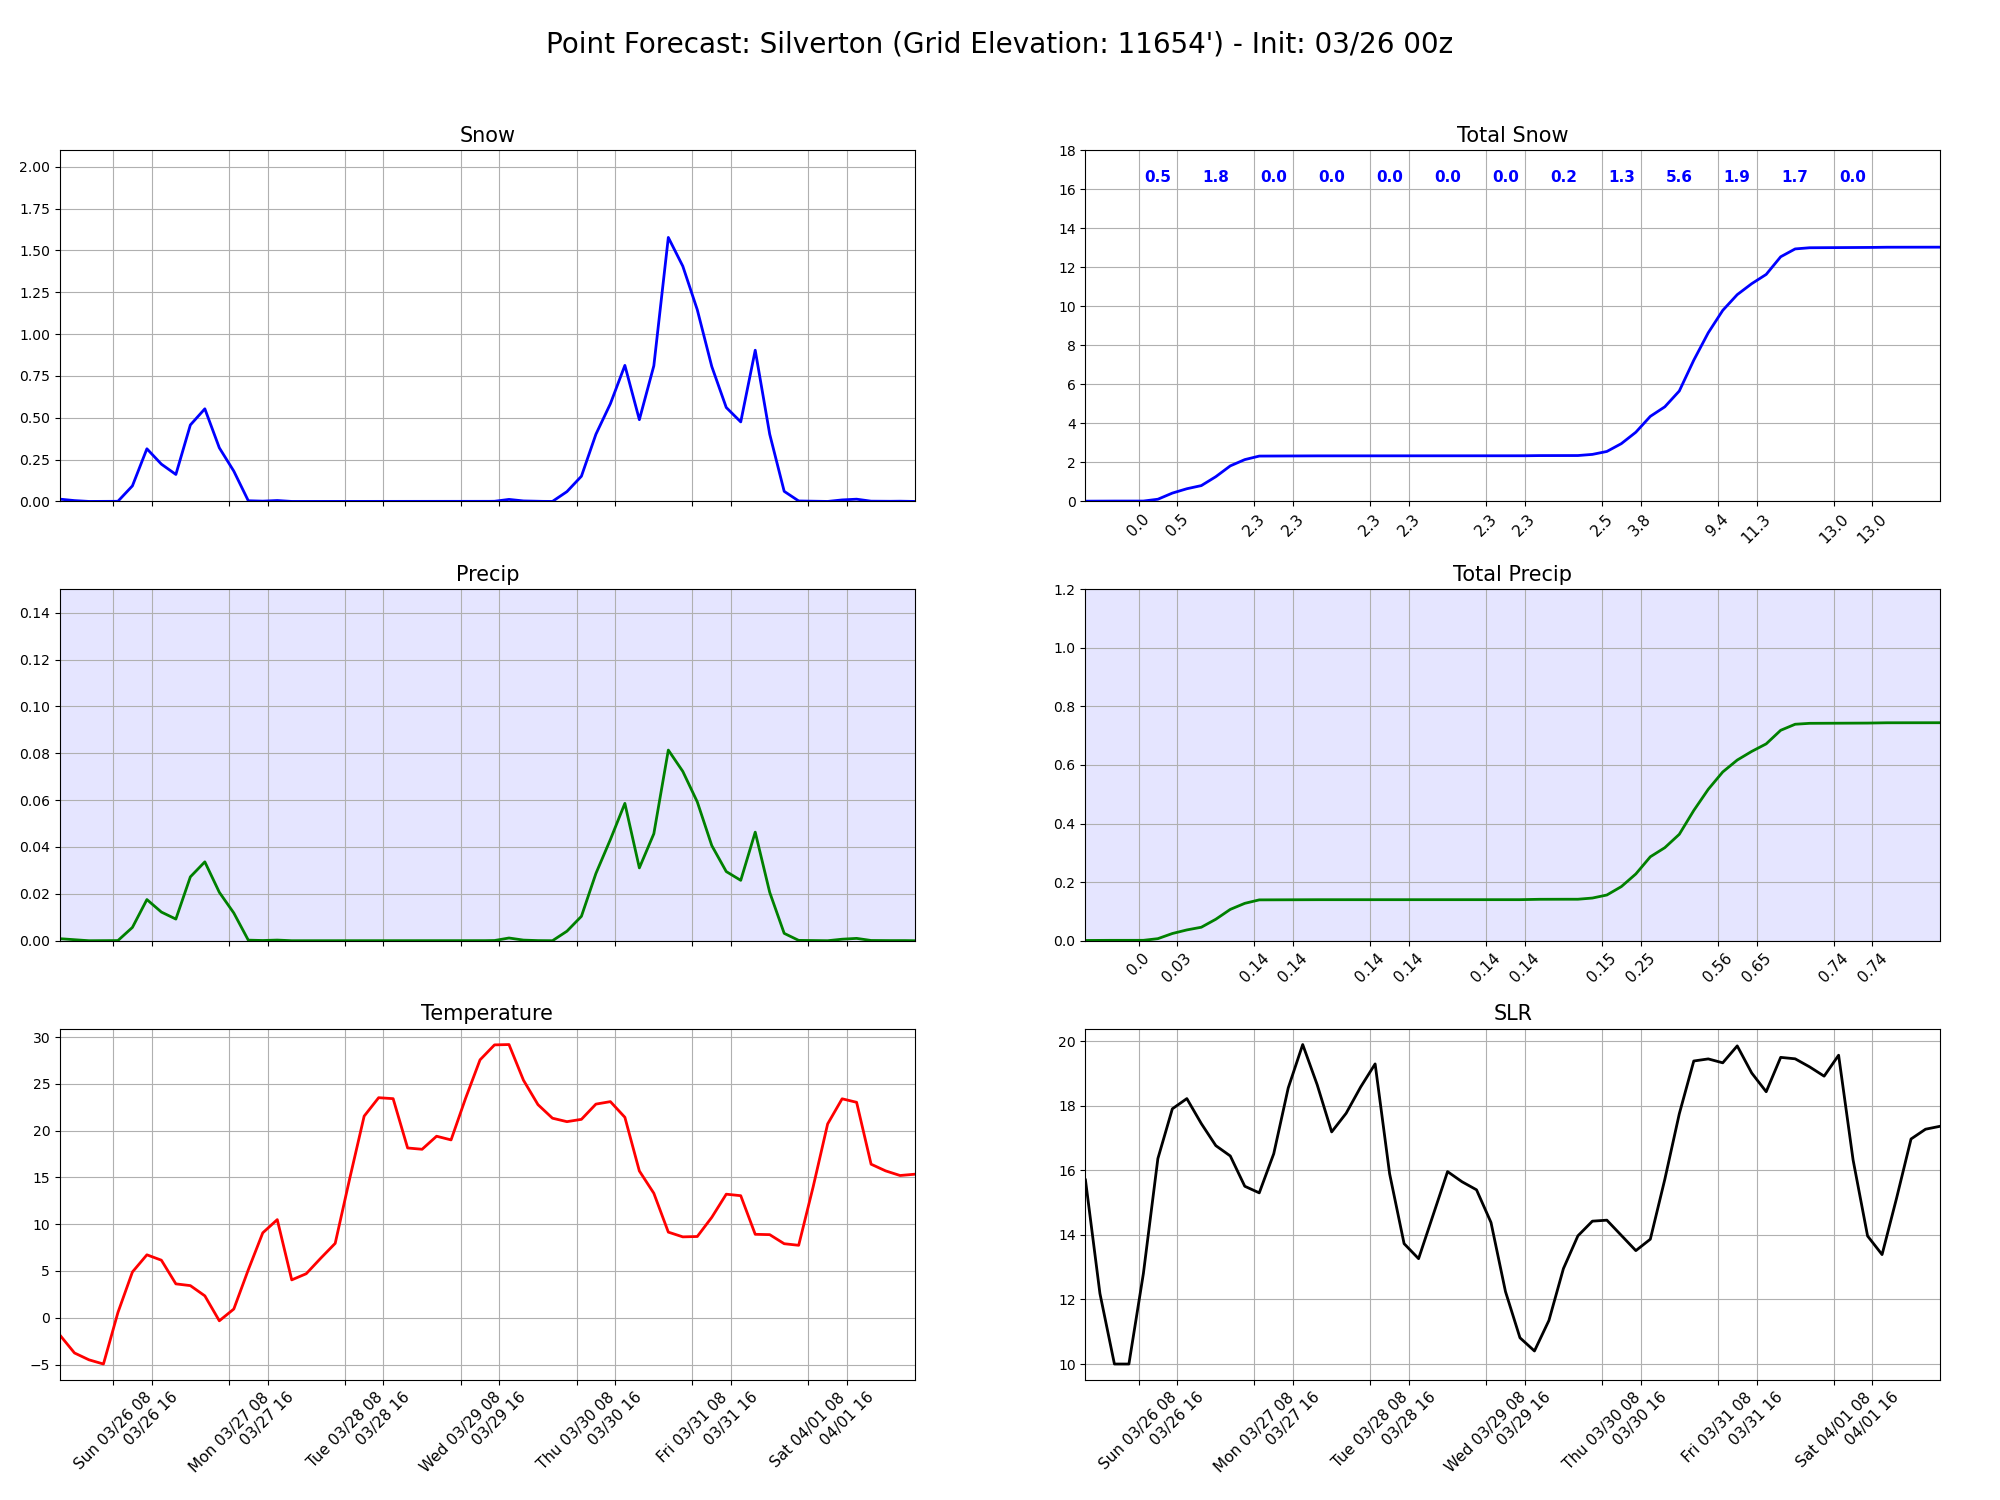 Point Forecast: Silverton (Grid Elevation: 11654') - Init: 03/26 00z
Snow
2.00
1.75
1.50
1.25
1.00
0.75
0.50
0.25
0.00
Total Snow
18
16
14
12
10
8
6
4
2
0
0.5 1.8 0.0 0.0 0.0 0.0 0.0 0.2 1.3 5.6 1.9 1.7 0.0
0.0 0.5 2.3 2.3 2.3 2.3 2.3 2.3 2.5 3.8 9.4 11.3 13.0 13.0
Precip
0.14
0.12
0.10
0.08
0.06
0.04
0.02
0.00
Total Precip
1.2
1.0
0.8
0.6
0.4
0.2
0.0
0.0 0.03 0.14 0.14 0.14 0.14 0.14 0.14 0.15 0.25 0.56 0.65 0.74 0.74
Temperature
30
25
20
15
10
5
0
−5
Sun 03/26 08
03/26 16
Mon 03/27 08
03/27 16
Tue 03/28 08
03/28 16
Wed 03/29 08
03/29 16
Thu 03/30 08
03/30 16
Fri 03/31 08
03/31 16
Sat 04/01 08
04/01 16
SLR
20
18
16
14
12
10
Sun 03/26 08
03/26 16
Mon 03/27 08
03/27 16
Tue 03/28 08
03/28 16
Wed 03/29 08
03/29 16
Thu 03/30 08
03/30 16
Fri 03/31 08
03/31 16
Sat 04/01 08
04/01 16